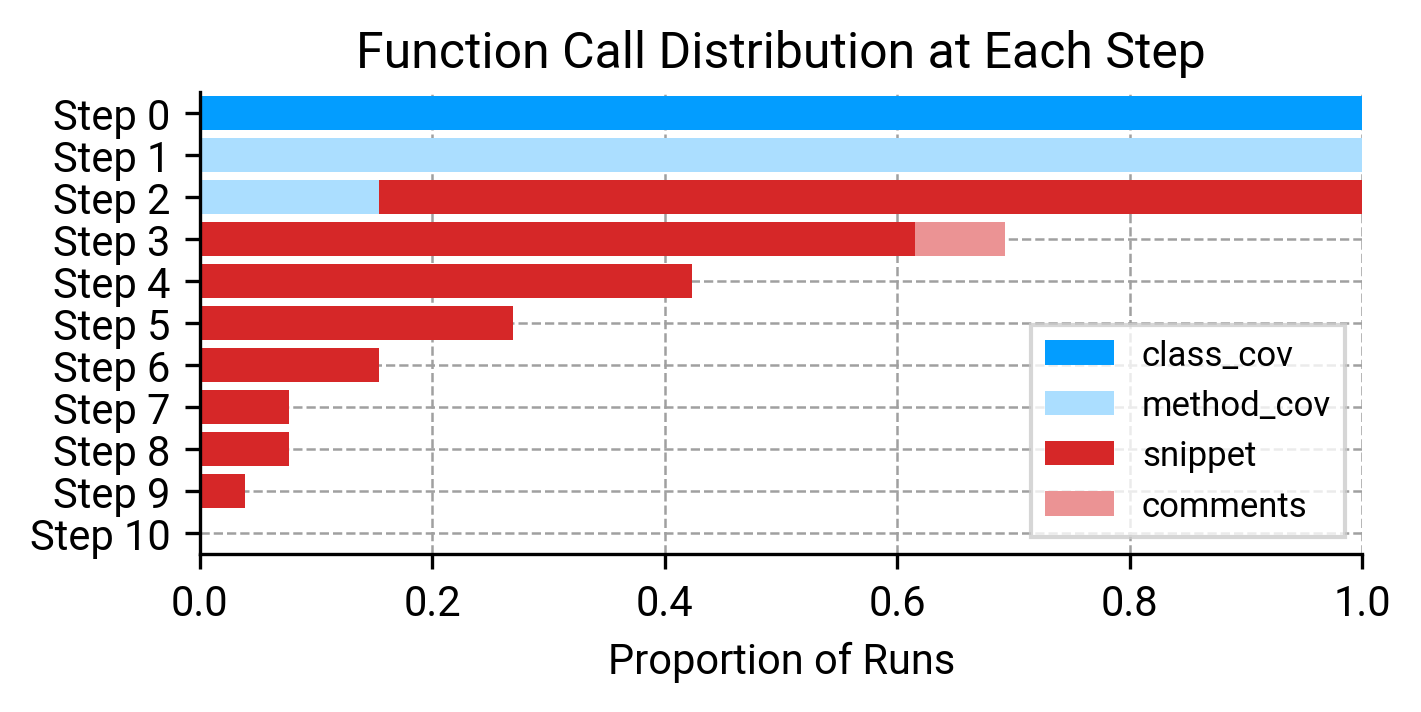 Function Call Distribution at Each Step
Step 0
Step 1
Step 2
Step 3
Step 4
Step 5
Step 6
Step 7
Step 8
Step 9
Step 10
class_cov
method_cov
snippet
comments
0.0 0.2 0.4 0.6 0.8 1.0
Proportion of Runs